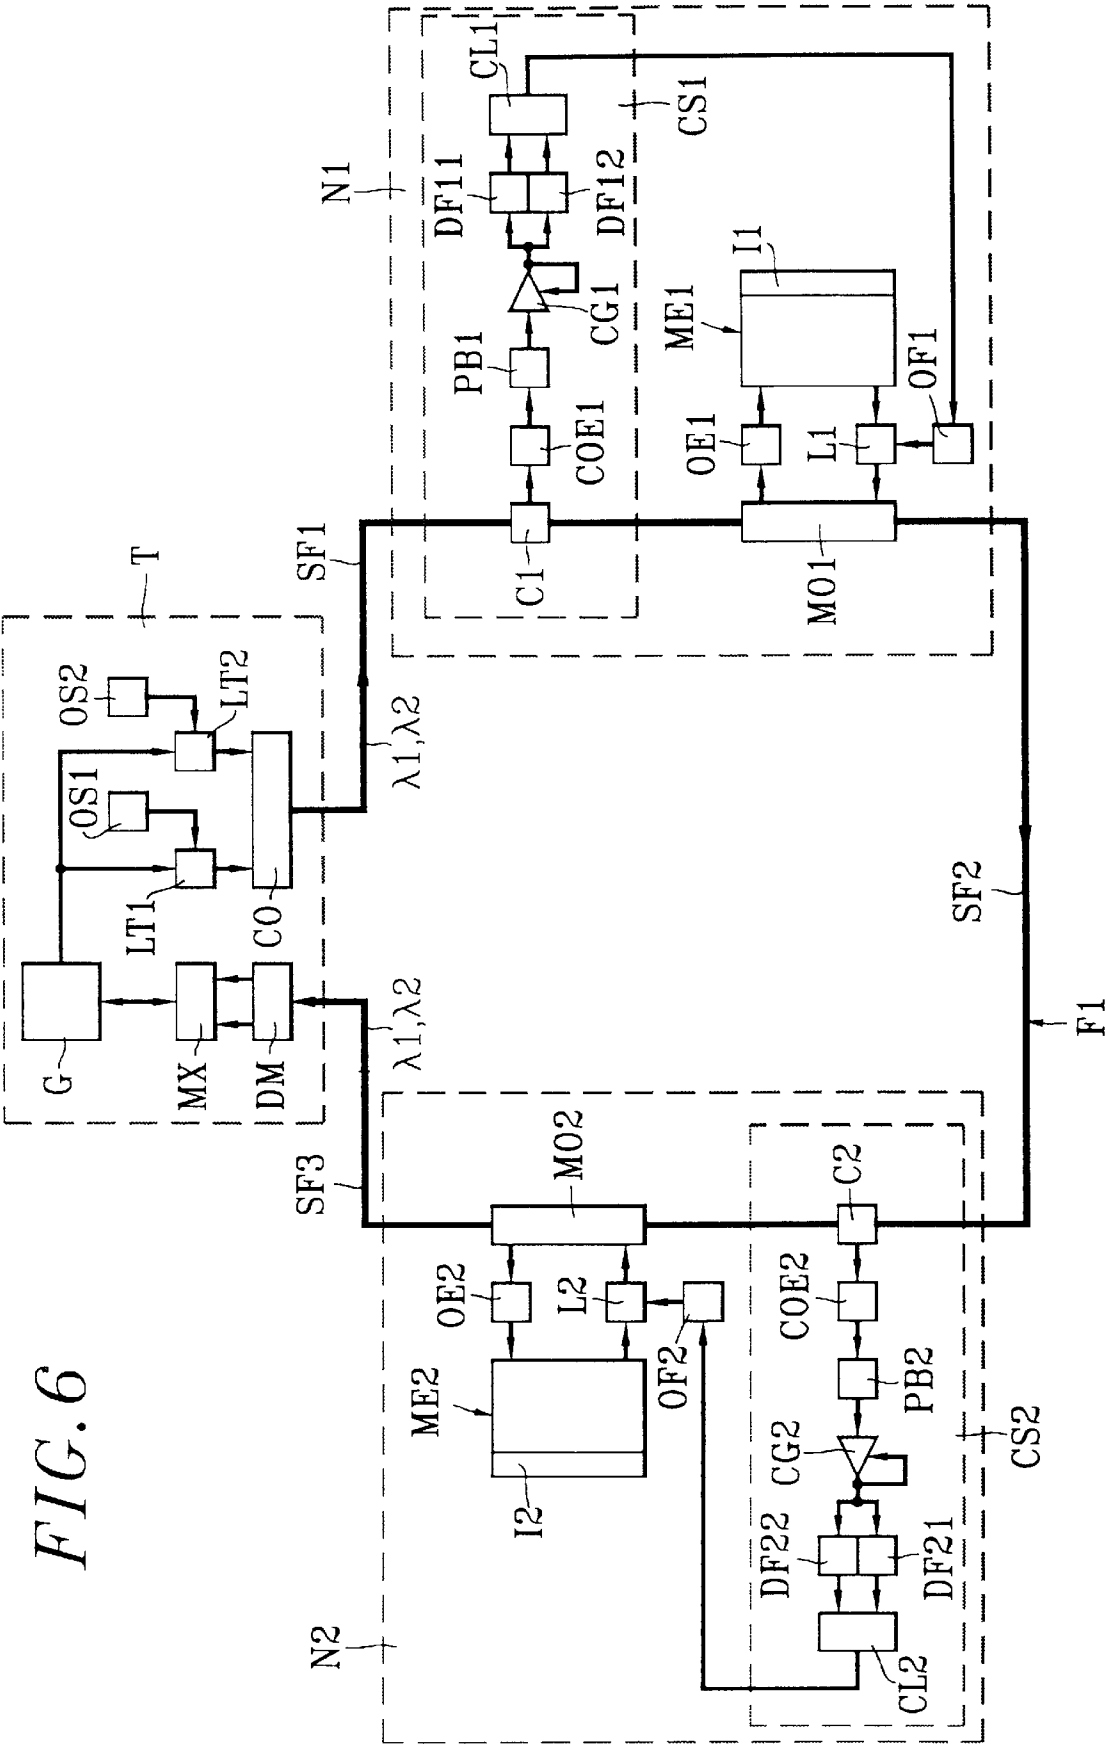 FIG.6
T
G
MX
DM
LT1
OS1
CO
OS2
LT2
λ1,λ2
λ1,λ2
SF1
SF3
N1
CL1
DF11
DF12
CS1
CG1
PB1
COE1
C1
I1
ME1
OE1
L1
OF1
MO1
SF2
F1
N2
MO2
OE2
L2
ME2
I2
OF2
C2
COE2
PB2
CG2
DF22
DF21
CL2
CS2